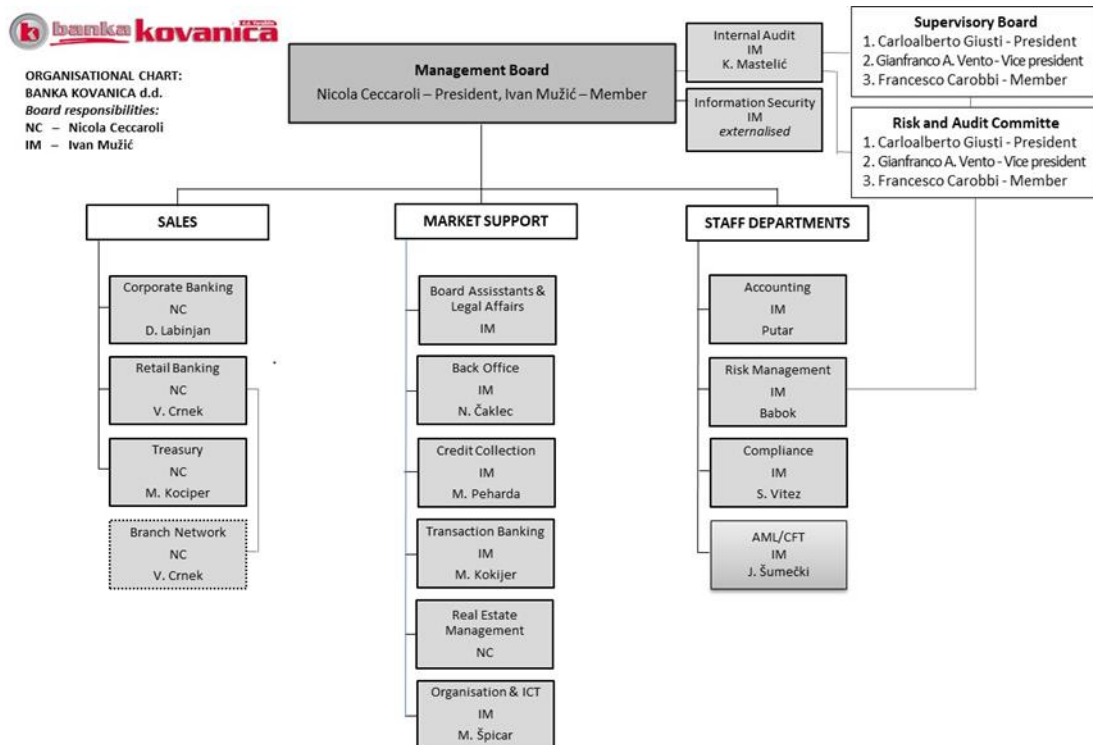 banka kovanica
d.d. Varaždin
ORGANISATIONAL CHART:
BANKA KOVANICA d.d.
Board responsibilities:
NC – Nicola Ceccaroli
IM – Ivan Mužić
Management Board
Nicola Ceccaroli – President, Ivan Mužić – Member
Internal Audit
IM
K. Mastelić
Information Security
IM
externalised
Supervisory Board
1. Carloalberto Giusti - President
2. Gianfranco A. Vento - Vice president
3. Francesco Carobbi - Member
Risk and Audit Committe
1. Carloalberto Giusti - President
2. Gianfranco A. Vento - Vice president
3. Francesco Carobbi - Member
SALES
Corporate Banking
NC
D. Labinjan
Retail Banking
NC
V. Crnek
Treasury
NC
M. Kociper
Branch Network
NC
V. Crnek
MARKET SUPPORT
Board Assisstants &
Legal Affairs
IM
Back Office
IM
N. Čaklec
Credit Collection
IM
M. Peharda
Transaction Banking
IM
M. Kokijer
Real Estate
Management
NC
Organisation & ICT
IM
M. Špicar
STAFF DEPARTMENTS
Accounting
IM
Putar
Risk Management
IM
Babok
Compliance
IM
S. Vitez
AML/CFT
IM
J. Šumečki